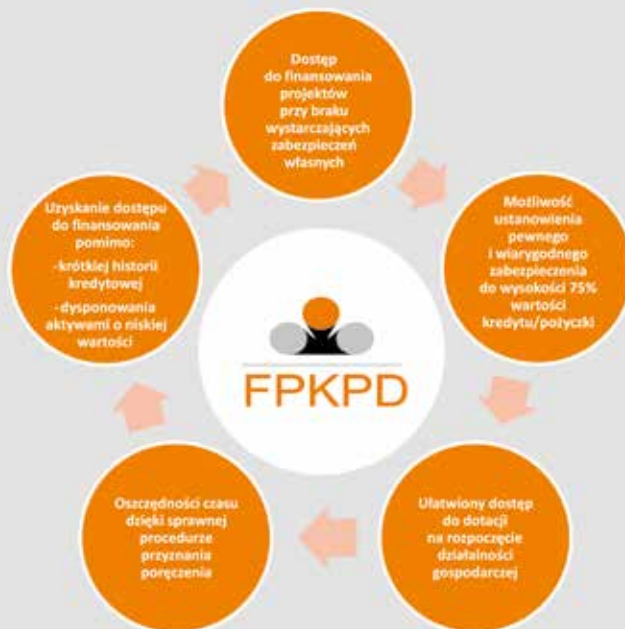 Dostęp
do finansowania
projektów
przy braku
wystarczających
zabezpieczeń
własnych
Możliwość
ustanowienia
pewnego
i wiarygodnego
zabezpieczenia
do wysokości 75%
wartości
kredytu/pożyczki
Ułatwiony dostęp
do dotacji
na rozpoczęcie
działalności
gospodarczej
Oszczędności czasu
dzięki sprawnej
procedurze
przyznania
poręczenia
Uzyskanie dostępu
do finansowania
pomimo:
-krótkiej historii
kredytowej
-dysponowania
aktywami o niskiej
wartości
FPKPD